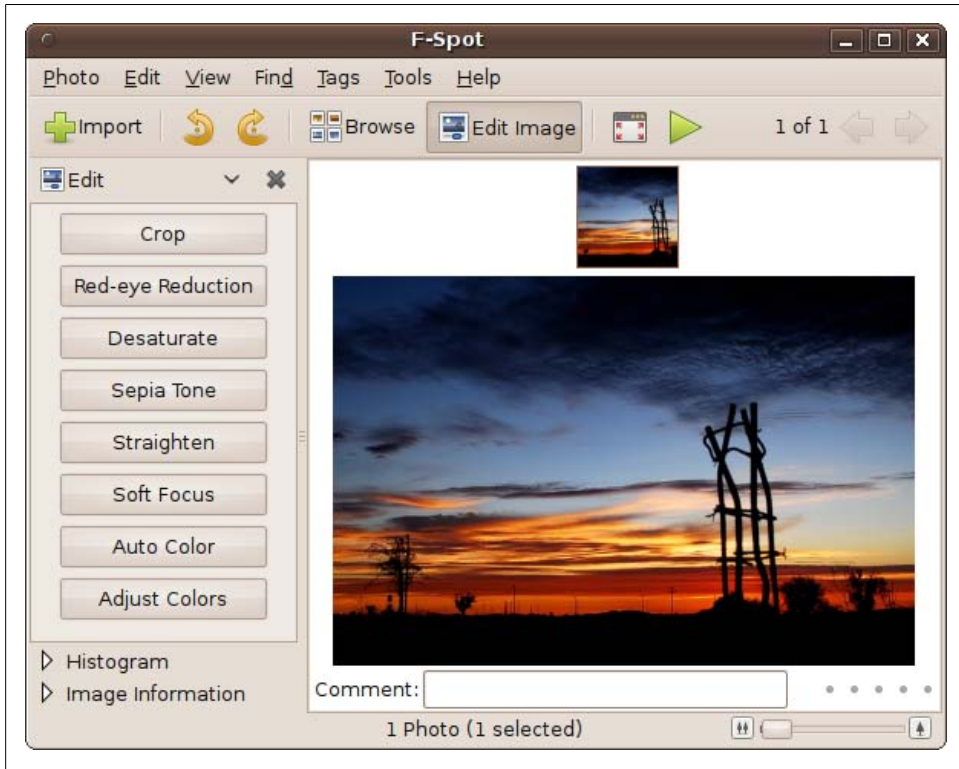 F-Spot
Photo Edit View Find Tags Tools Help
Import Browse Edit Image 1 of 1
Edit
Crop
Red-eye Reduction
Desaturate
Sepia Tone
Straighten
Soft Focus
Auto Color
Adjust Colors
Histogram
Image Information
Comment:
1 Photo (1 selected)